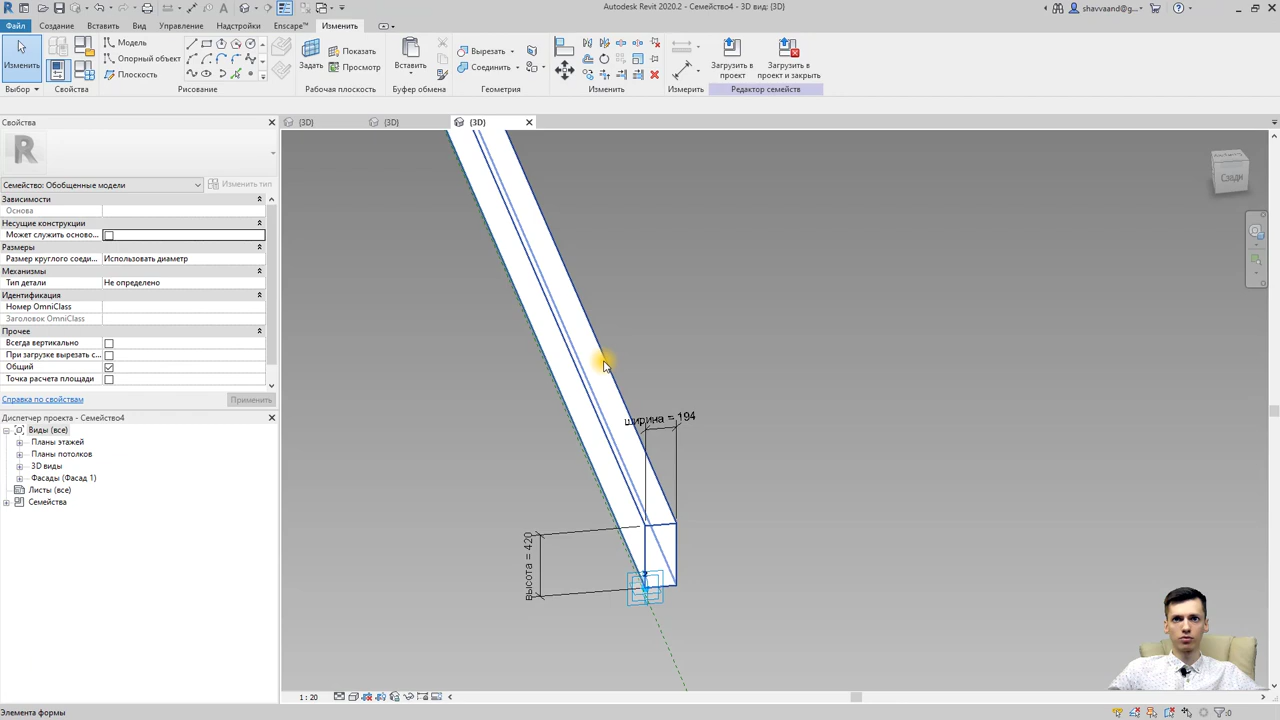 Autodesk Revit 2020.2 - Семейство4 - 3D вид: {3D}
shavvaand@g...
Файл Создание Вставить Вид Управление Надстройки Enscape™ Изменить
Изменить
Модель
Опорный объект
Плоскость
Задать
Показать
Просмотр
Вставить
Вырезать
Соединить
Загрузить в проект
Загрузить в проект и закрыть
Выбор Свойства Рисование Рабочая плоскость Буфер обмена Геометрия Изменить Измерить Редактор семейств
{3D} {3D} {3D}
Свойства
R
Семейство: Обобщенные модели Изменить тип
Зависимости
Основа
Несущие конструкции
Может служить осново...
Размеры
Размер круглого соеди... Использовать диаметр
Механизмы
Тип детали Не определено
Идентификация
Номер OmniClass
Заголовок OmniClass
Прочее
Всегда вертикально
При загрузке вырезать с...
Общий
Точка расчета площади
Справка по свойствам Применить
Диспетчер проекта - Семейство4
Виды (все)
Планы этажей
Планы потолков
3D виды
Фасады (Фасад 1)
Листы (все)
Семейства
ширина = 194
высота = 420
Сзади
1 : 20
Элемента формы
:0